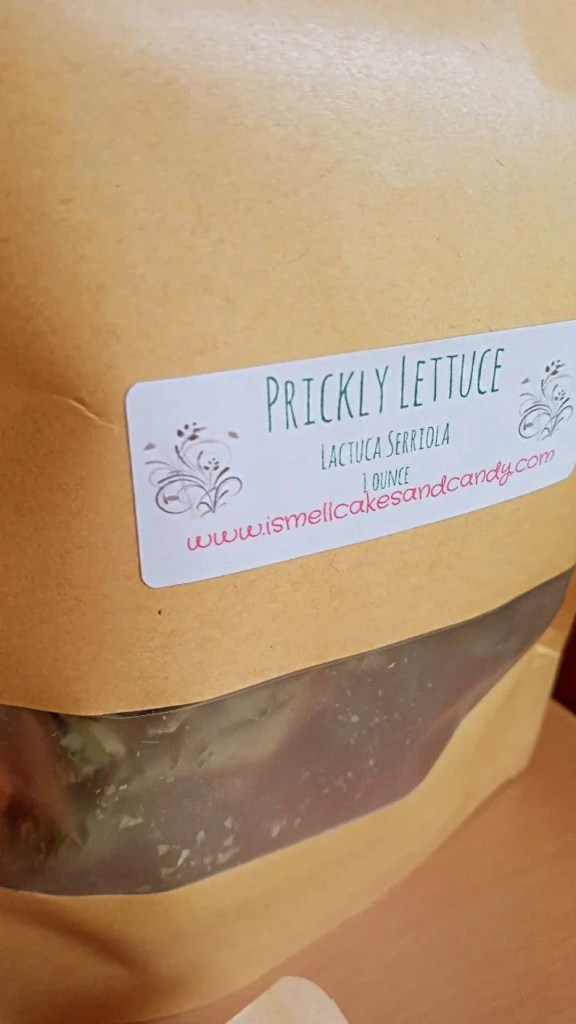 PRICKLY LETTUCE
LACTUCA SERRIOLA
1 OUNCE
www.ismellcakesandcandy.com